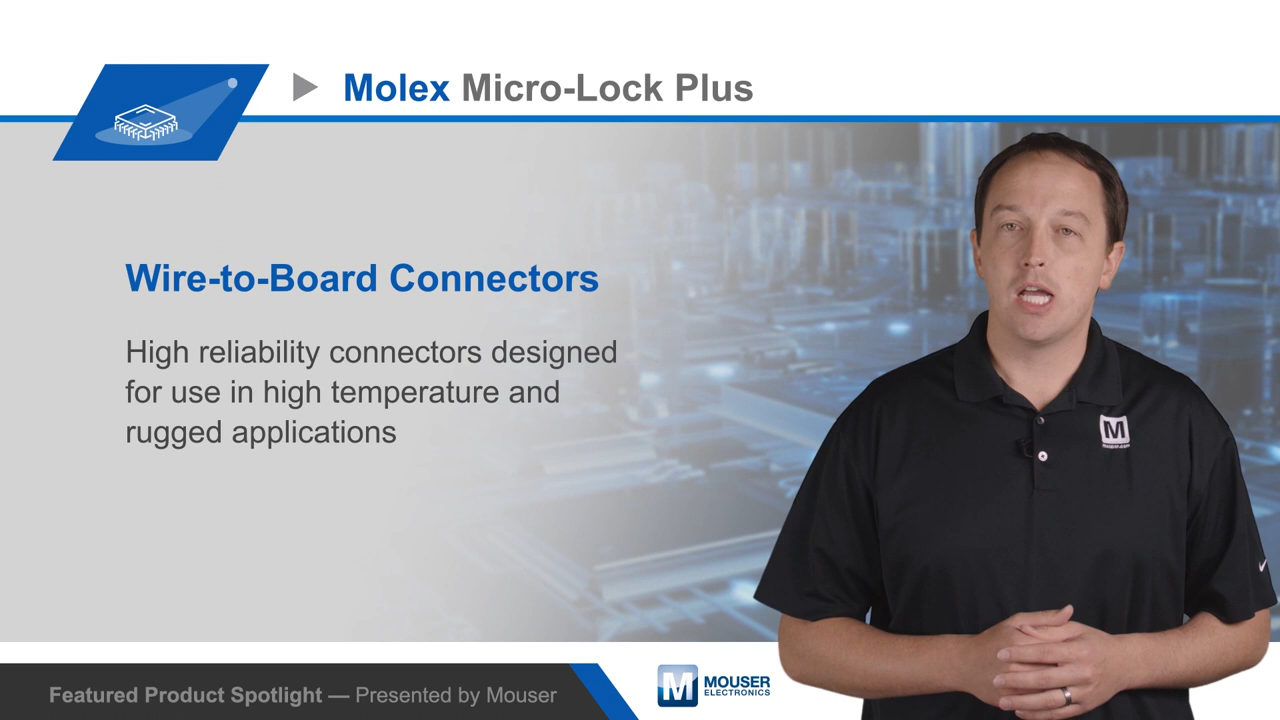 Molex Micro-Lock Plus
Wire-to-Board Connectors
High reliability connectors designed
for use in high temperature and
rugged applications
M
Featured Product Spotlight — Presented by Mouser
M MOUSER
ELECTRONICS